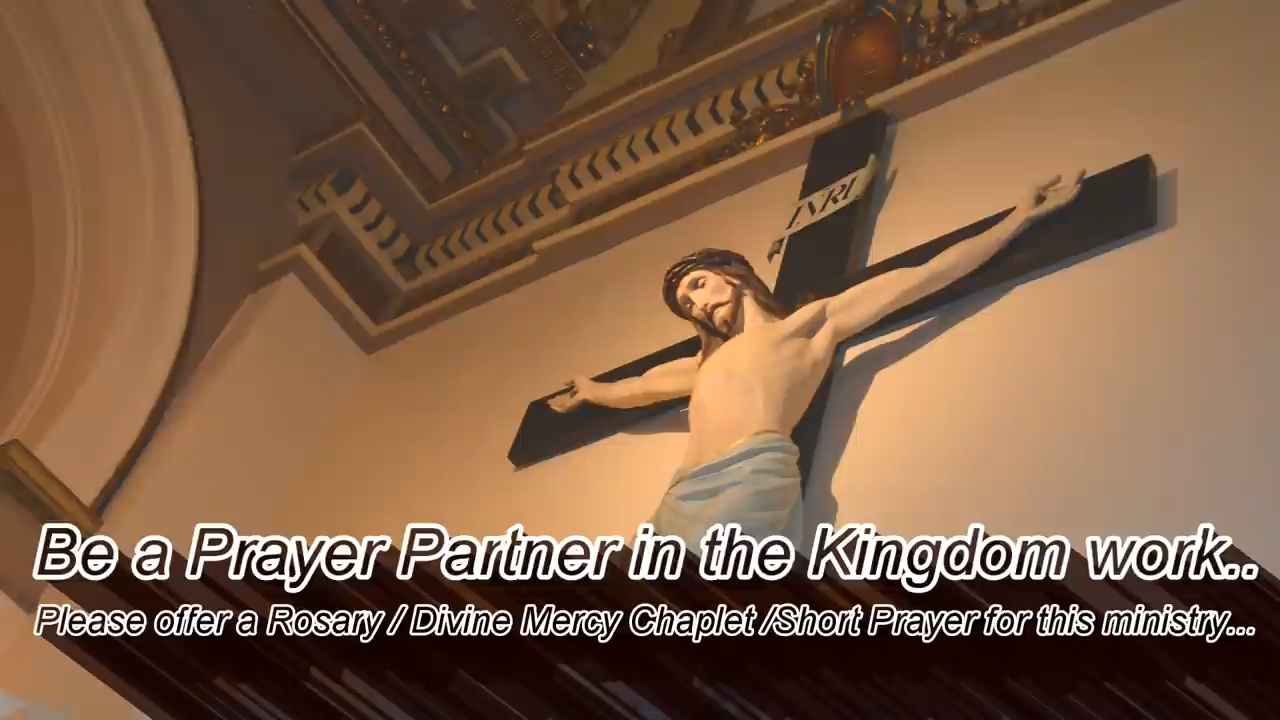 INRI
Be a Prayer Partner in the Kingdom work..
Please offer a Rosary / Divine Mercy Chaplet /Short Prayer for this ministry...